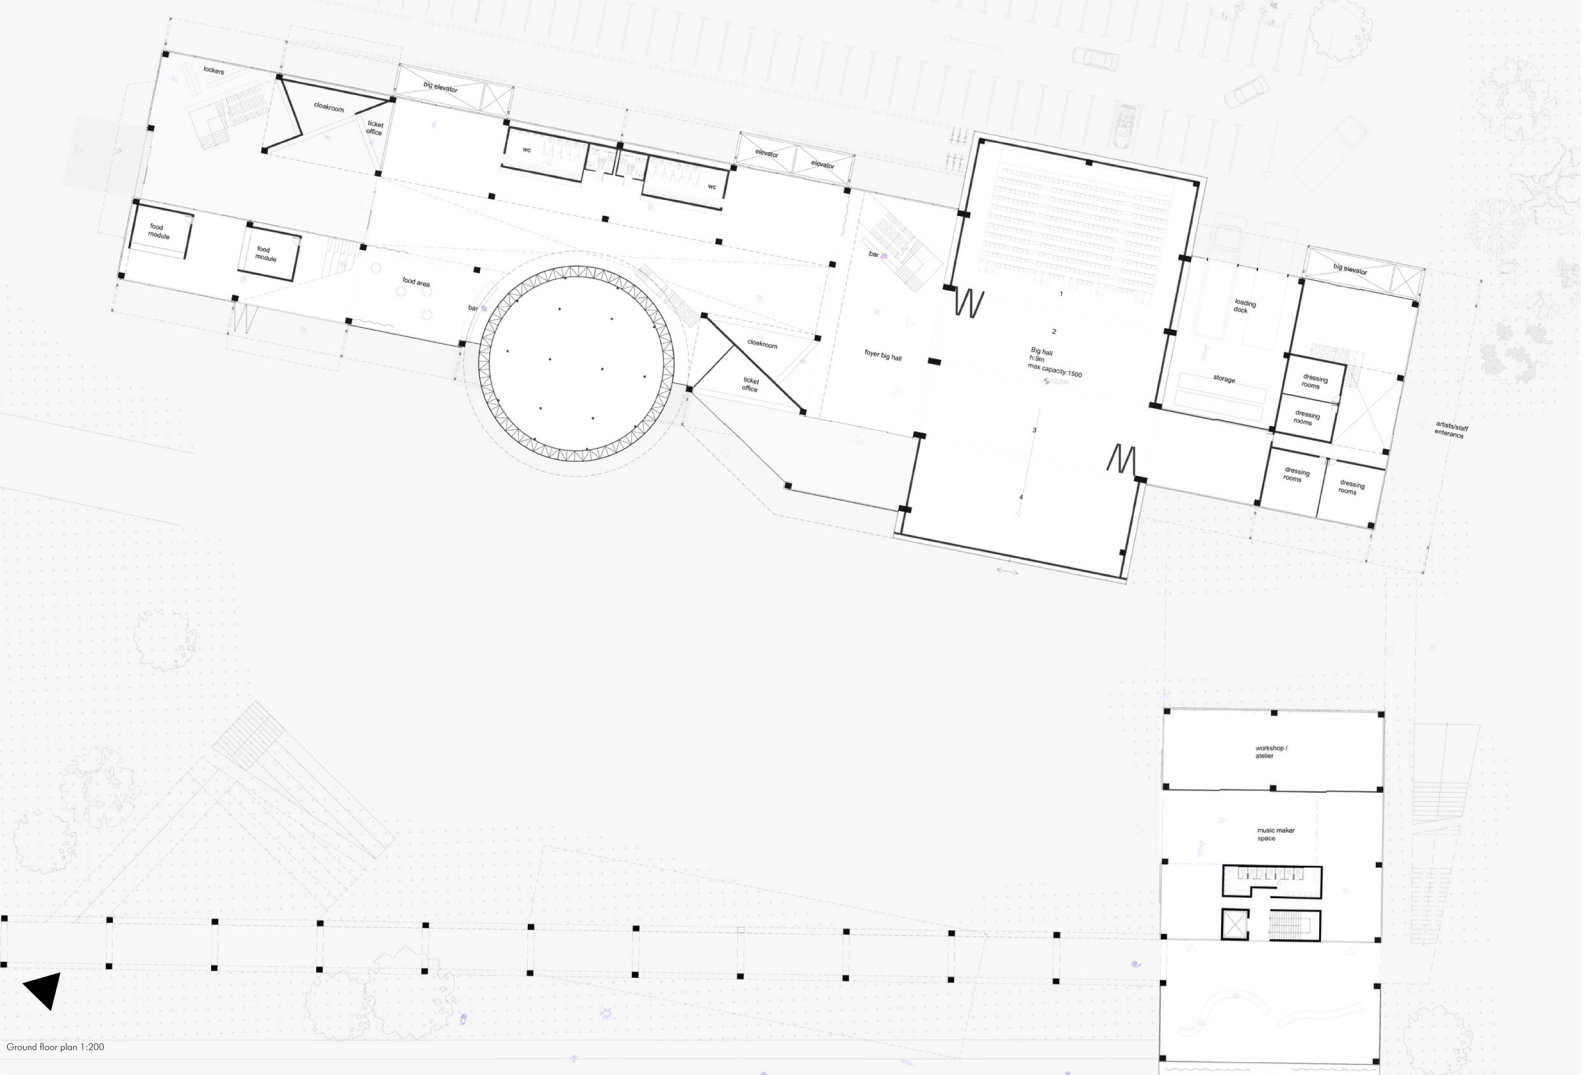 lockers
cloakroom
ticket
office
big elevator
wc
wc
elevator
elevator
food
module
food
module
food area
bar
bar
cloakroom
ticket
office
foyer big hall
1
2
Big hall
h:9m
max capacity:1500
3
4
loading
dock
storage
big elevator
dressing
rooms
dressing
rooms
dressing
rooms
dressing
rooms
artists/staff
enterance
workshop /
atelier
music maker
space
Ground floor plan 1:200